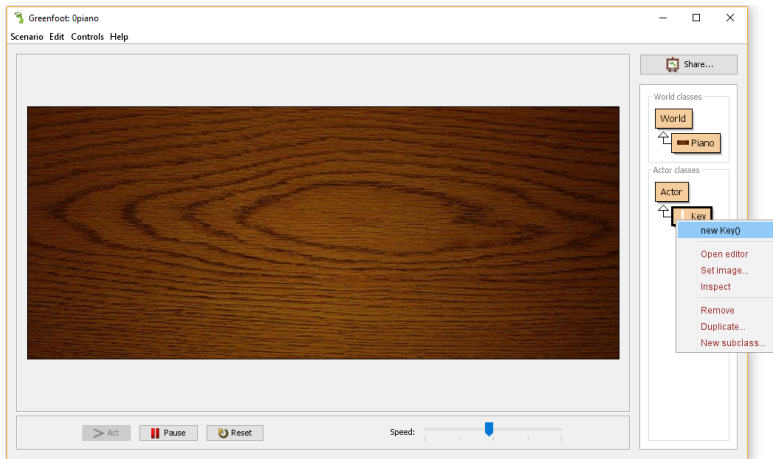 Greenfoot: 0piano
Scenario Edit Controls Help
Share...
World classes
World
Piano
Actor classes
Actor
Key
new Key()
Open editor
Set image...
Inspect
Remove
Duplicate...
New subclass...
Act Pause Reset Speed: